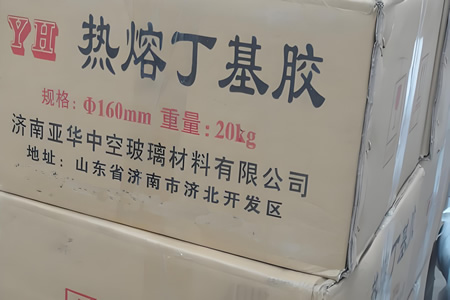 YH 热熔丁基胶
规格：Φ160mm 重量：20kg
济南亚华中空玻璃材料有限公司
地址：山东省济南市济北开发区